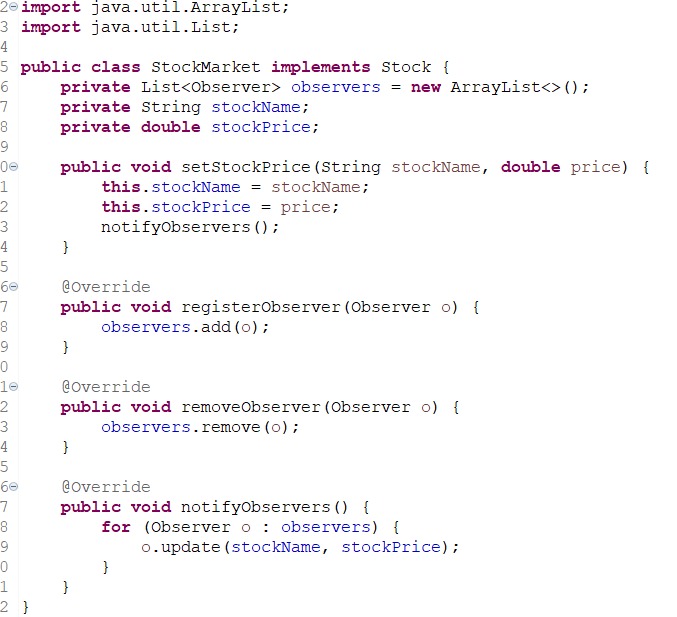 2 import java.util.ArrayList;
3 import java.util.List;
4
5 public class StockMarket implements Stock {
6     private List<Observer> observers = new ArrayList<>();
7     private String stockName;
8     private double stockPrice;
9
0     public void setStockPrice(String stockName, double price) {
1         this.stockName = stockName;
2         this.stockPrice = price;
3         notifyObservers();
4     }
5
6     @Override
7     public void registerObserver(Observer o) {
8         observers.add(o);
9     }
0
1     @Override
2     public void removeObserver(Observer o) {
3         observers.remove(o);
4     }
5
6     @Override
7     public void notifyObservers() {
8         for (Observer o : observers) {
9             o.update(stockName, stockPrice);
0         }
1     }
2 }